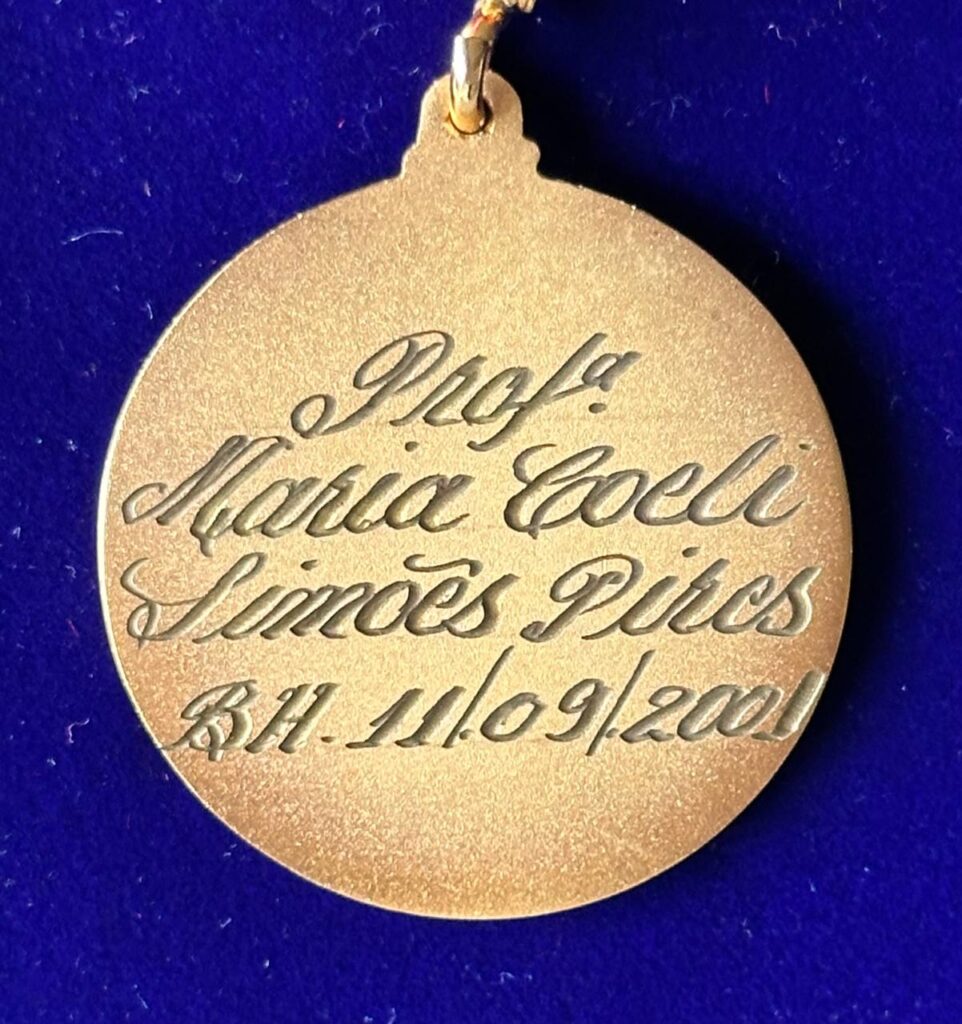 Profª.
Maria Coeli
Simões Pires
BH. 11/09/2001